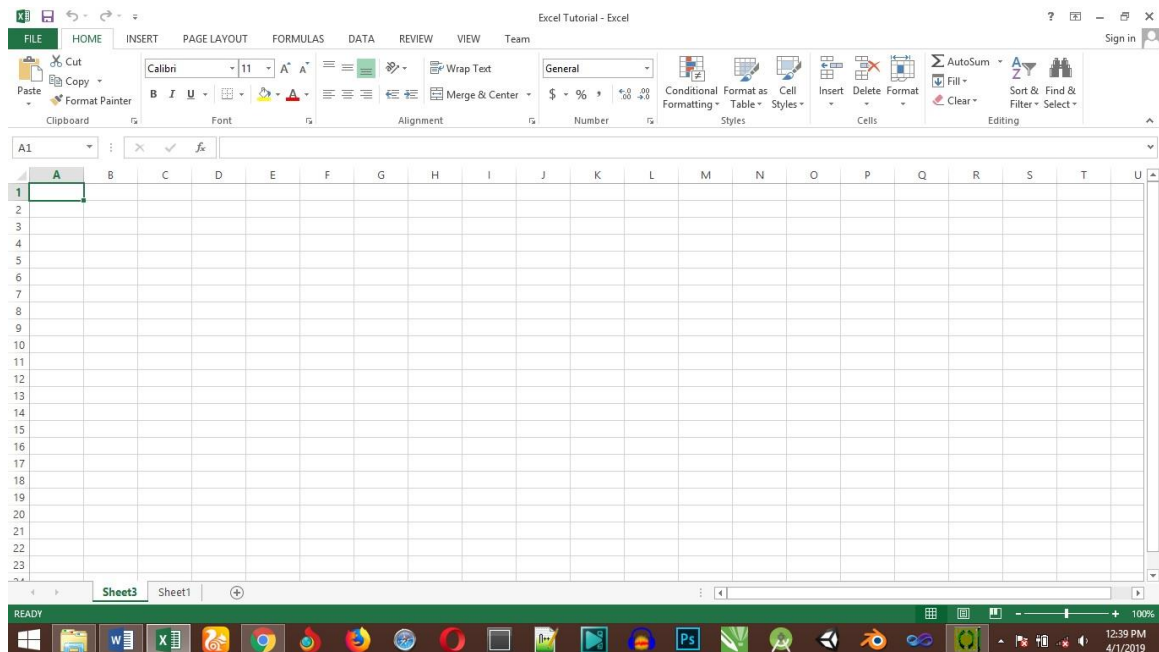 Excel Tutorial - Excel
FILE HOME INSERT PAGE LAYOUT FORMULAS DATA REVIEW VIEW Team Sign in
Paste
Cut
Copy
Format Painter
Clipboard
Calibri 11
B I U
Font
Wrap Text
Merge & Center
Alignment
General
$ % ,
Number
Conditional Formatting
Format as Table
Cell Styles
Styles
Insert Delete Format
Cells
AutoSum
Fill
Clear
Sort & Filter
Find & Select
Editing
A1 fx
A B C D E F G H I J K L M N O P Q R S T U
1
2
3
4
5
6
7
8
9
10
11
12
13
14
15
16
17
18
19
20
21
22
23
Sheet3 Sheet1
READY 100%
Ps
12:39 PM
4/1/2019